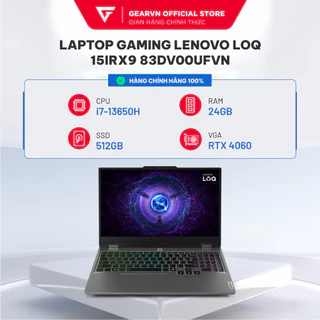 GEARVN OFFICIAL STORE
GIAN HÀNG CHÍNH THỨC
LAPTOP GAMING LENOVO LOQ
15IRX9 83DV00UFVN
HÀNG CHÍNH HÃNG 100%
CPU
i7-13650H
RAM
24GB
SSD
512GB
VGA
RTX 4060
LOQ